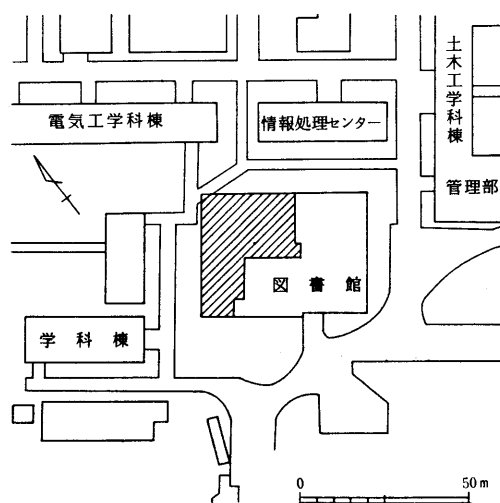 電気工学科棟
情報処理センター
土木工学科棟
管理部
図書館
学科棟
0 50m